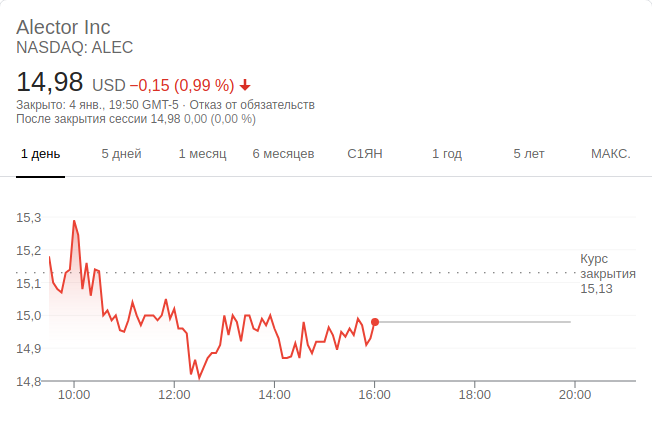 Alector Inc
NASDAQ: ALEC
14,98 USD −0,15 (0,99 %)
Закрыто: 4 янв., 19:50 GMT-5 · Отказ от обязательств
После закрытия сессии 14,98 0,00 (0,00 %)
1 день 5 дней 1 месяц 6 месяцев С1ЯН 1 год 5 лет МАКС.
15,3
15,2
Курс
закрытия
15,13
15,1
15,0
14,9
14,8
10:00 12:00 14:00 16:00 18:00 20:00